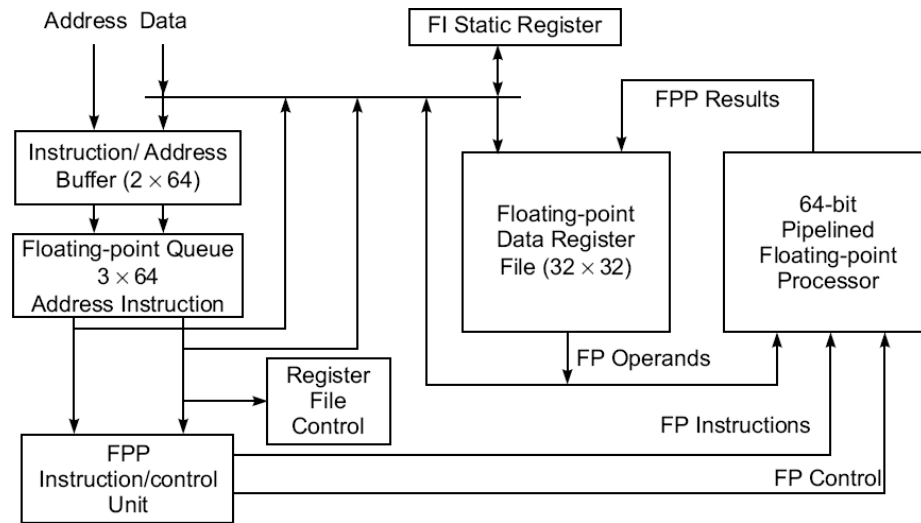 Address Data
FI Static Register
FPP Results
Instruction/ Address
Buffer (2 × 64)
Floating-point Queue
3 × 64
Address Instruction
Floating-point
Data Register
File (32 × 32)
64-bit
Pipelined
Floating-point
Processor
FP Operands
Register
File
Control
FP Instructions
FPP
Instruction/control
Unit
FP Control